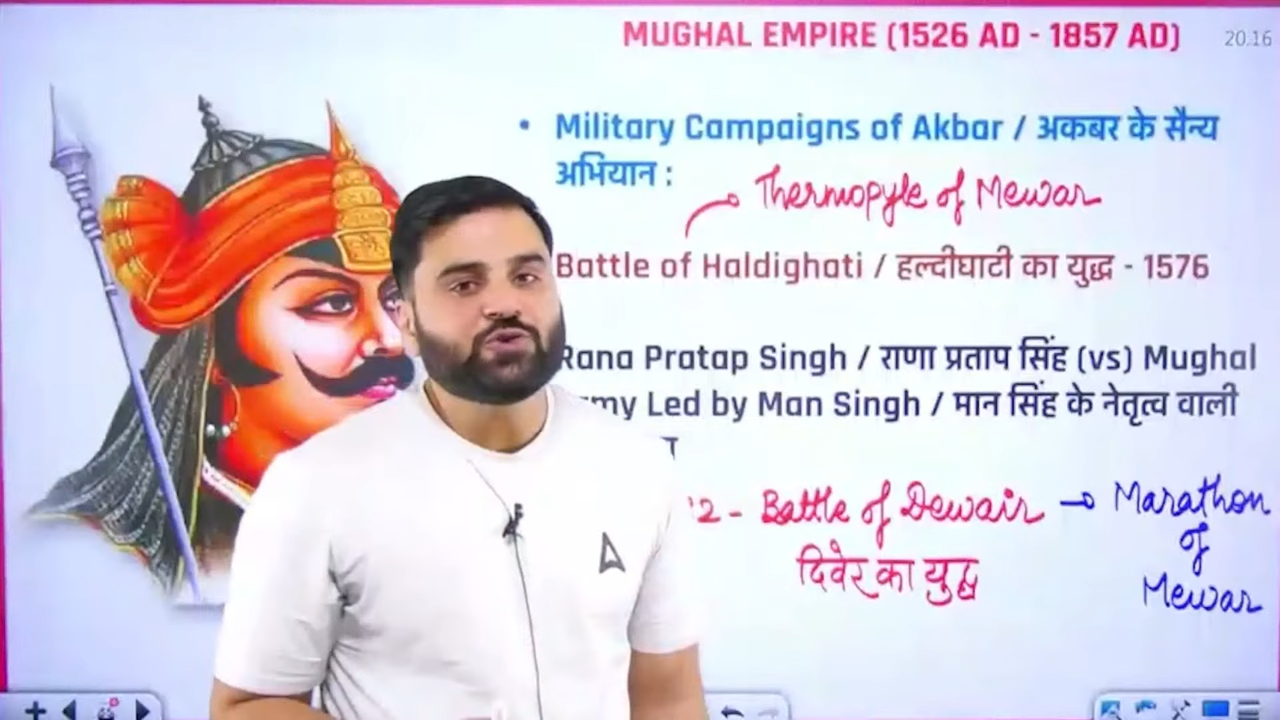 MUGHAL EMPIRE (1526 AD - 1857 AD)
20.16
• Military Campaigns of Akbar / अकबर के सैन्य
अभियान :
Thermopyle of Mewar
Battle of Haldighati / हल्दीघाटी का युद्ध - 1576
Rana Pratap Singh / राणा प्रताप सिंह (vs) Mughal
my Led by Man Singh / मान सिंह के नेतृत्व वाली
'2 - Battle of Dewair → Marathon
of
Mewar
दिवेर का युद्ध